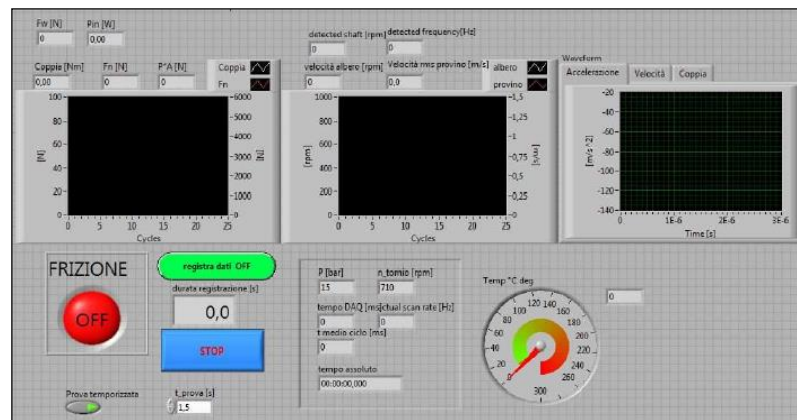 Fw [N] Pin [W]
0 0,00
detected shaft [rpm] detected frequency[Hz]
0 0
Coppia [Nm] Fn [N] P*A [N] Coppia
0,00 0 0 Fn
velocità albero [rpm] Velocità rms provino [m/s] albero
0 0,0 provino
Waveform
Accelerazione Velocità Coppia
100 80 60 40 20 0
[N]
6000 5000 4000 3000 2000 1000 0
[N]
0 5 10 15 20 25
Cycles
1000 800 600 400 200 0
[rpm]
1,5 1,25 1 0,75 0,5 0,25 0
[m/s]
0 5 10 15 20 25
Cycles
-20 -40 -60 -80 -100 -120 -140
[m/s ^2]
0 1E-6 2E-6 3E-6
Time [s]
FRIZIONE
OFF
registra dati OFF
durata registrazione [s]
0,0
STOP
Prova temporizzata
t_prova [s]
1,5
P [bar] n_tornio [rpm]
15 710
tempo DAQ [ms] ctual scan rate [Hz]
0 0
t medio ciclo [ms]
0
tempo assoluto
00:00:00,000
Temp °C deg
0 20 40 60 80 100 120 140 160 180 200 220 240 260 300
0